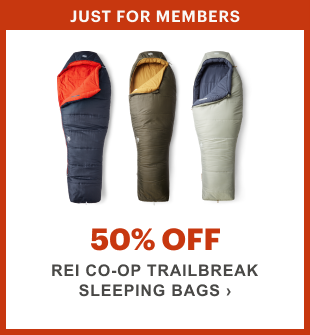 JUST FOR MEMBERS
50% OFF
REI CO-OP TRAILBREAK
SLEEPING BAGS ›